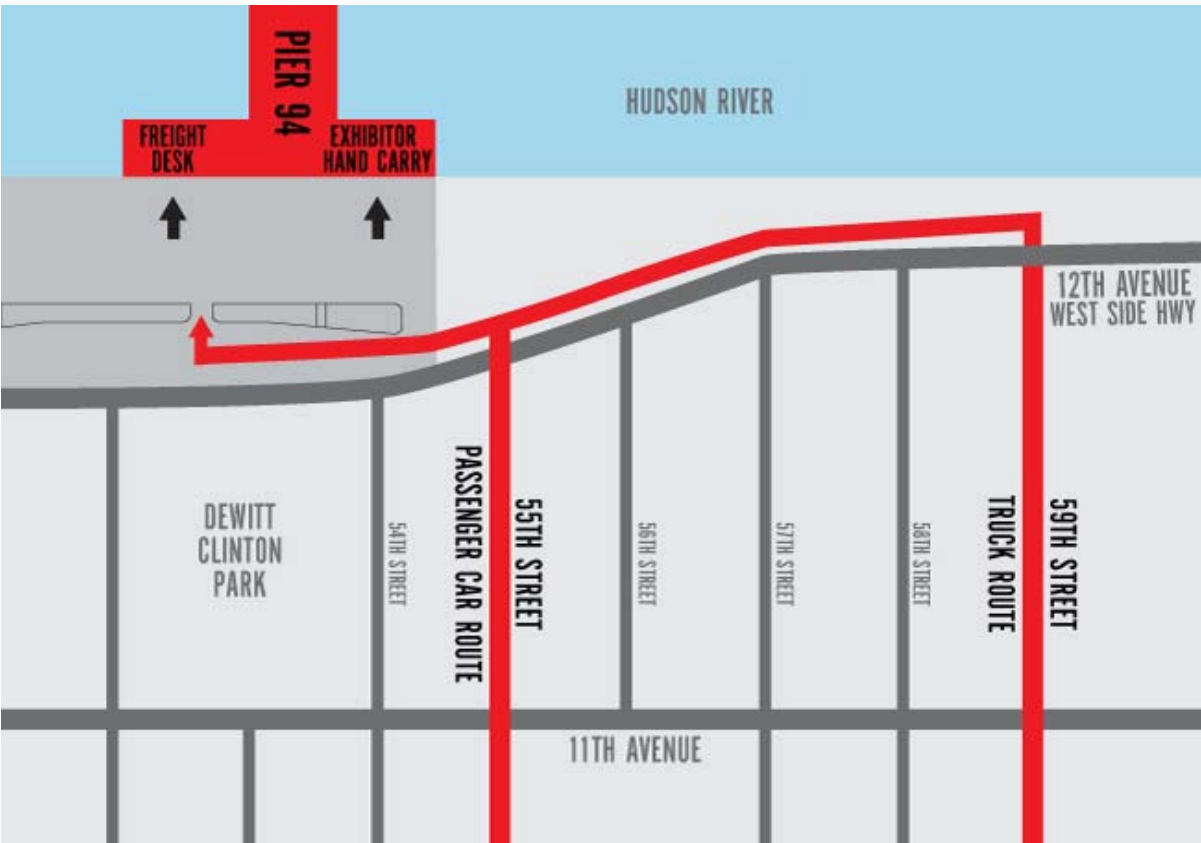 PIER 94
FREIGHT
DESK
EXHIBITOR
HAND CARRY
HUDSON RIVER
12TH AVENUE
WEST SIDE HWY
DEWITT
CLINTON
PARK
54TH STREET
PASSENGER CAR ROUTE
55TH STREET
56TH STREET
57TH STREET
58TH STREET
TRUCK ROUTE
59TH STREET
11TH AVENUE